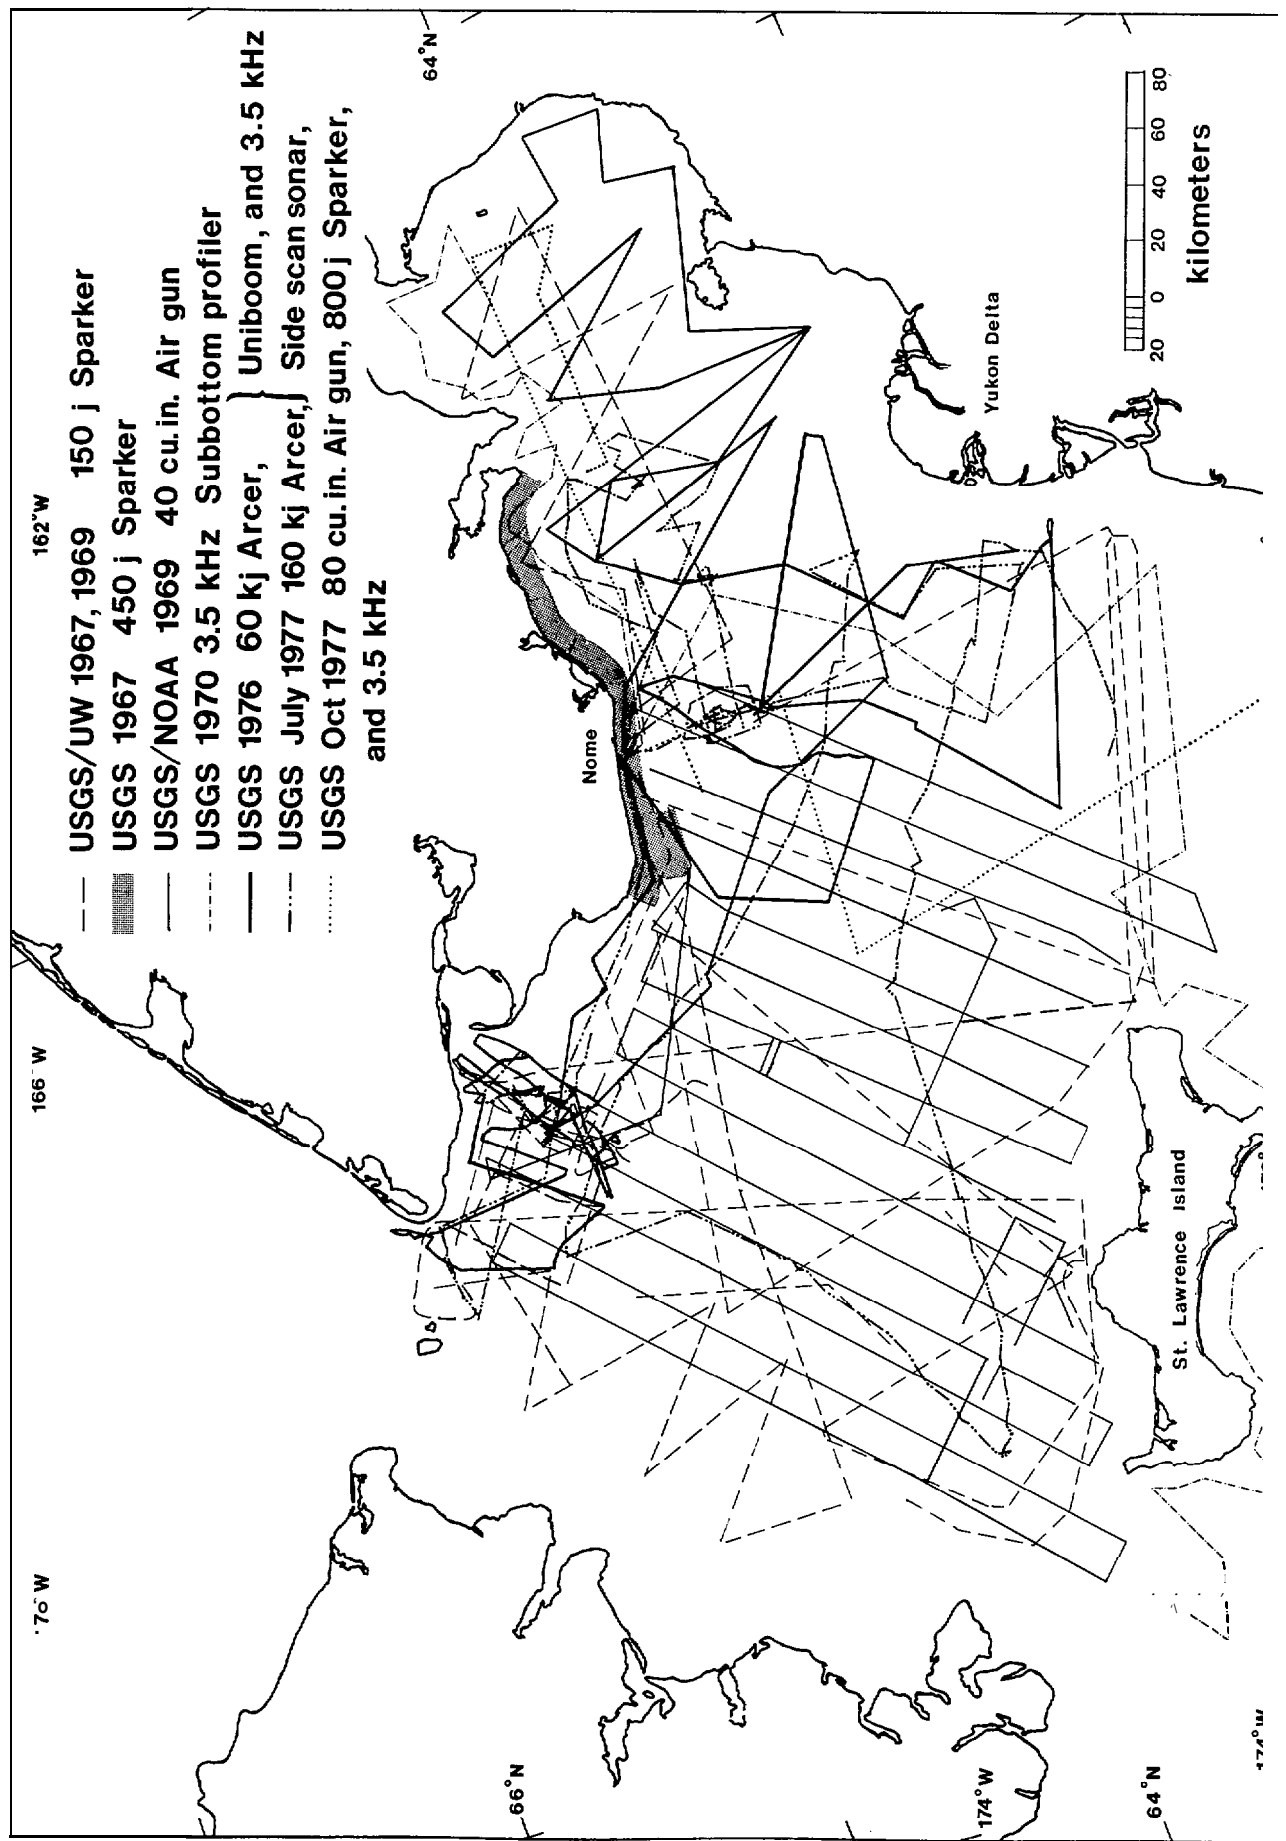 USGS/UW 1967, 1969 150 j Sparker
USGS 1967 450 j Sparker
USGS/NOAA 1969 40 cu.in. Air gun
USGS 1970 3.5 kHz Subbottom profiler
USGS 1976 60 kj Arcer,
USGS July 1977 160 kj Arcer,
} Uniboom, and 3.5 kHz
Side scan sonar,
USGS Oct 1977 80 cu.in. Air gun, 800 j Sparker,
and 3.5 kHz
162°W
166 W
64°N
Nome
Yukon Delta
St. Lawrence Island
66°N
174°W
64°N
174°W
20 0 20 40 60 80
kilometers